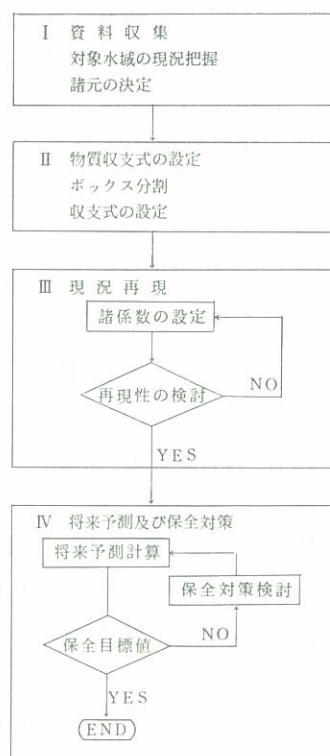 I 資料収集
対象水域の現況把握
諸元の決定
II 物質収支式の設定
ボックス分割
収支式の設定
III 現況再現
諸係数の設定
再現性の検討
NO
YES
IV 将来予測及び保全対策
将来予測計算
保全対策検討
保全目標値
NO
YES
END